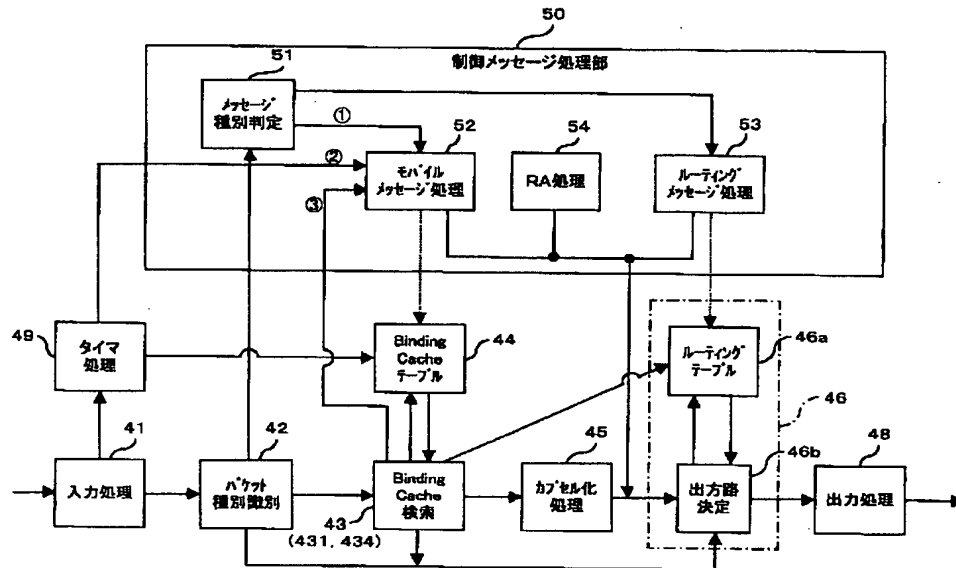 50
制御メッセージ処理部
51
メッセージ
種別判定
①
52
モバイル
メッセージ処理
54
RA処理
53
ルーティング
メッセージ処理
②
③
49
タイマ
処理
Binding
Cache
テーブル
44
ルーティング
テーブル
46a
46
41
入力処理
42
パケット
種別識別
Binding
Cache
検索
43
(431, 434)
45
カプセル化
処理
46b
出方路
決定
48
出力処理